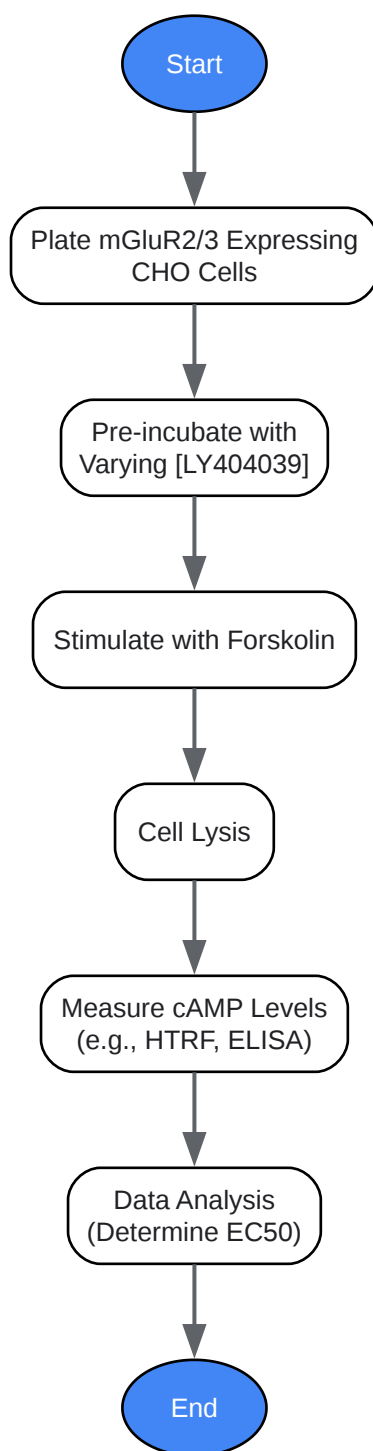 Start
Plate mGluR2/3 Expressing
CHO Cells
Pre-incubate with
Varying [LY404039]
Stimulate with Forskolin
Cell Lysis
Measure cAMP Levels
(e.g., HTRF, ELISA)
Data Analysis
(Determine EC50)
End